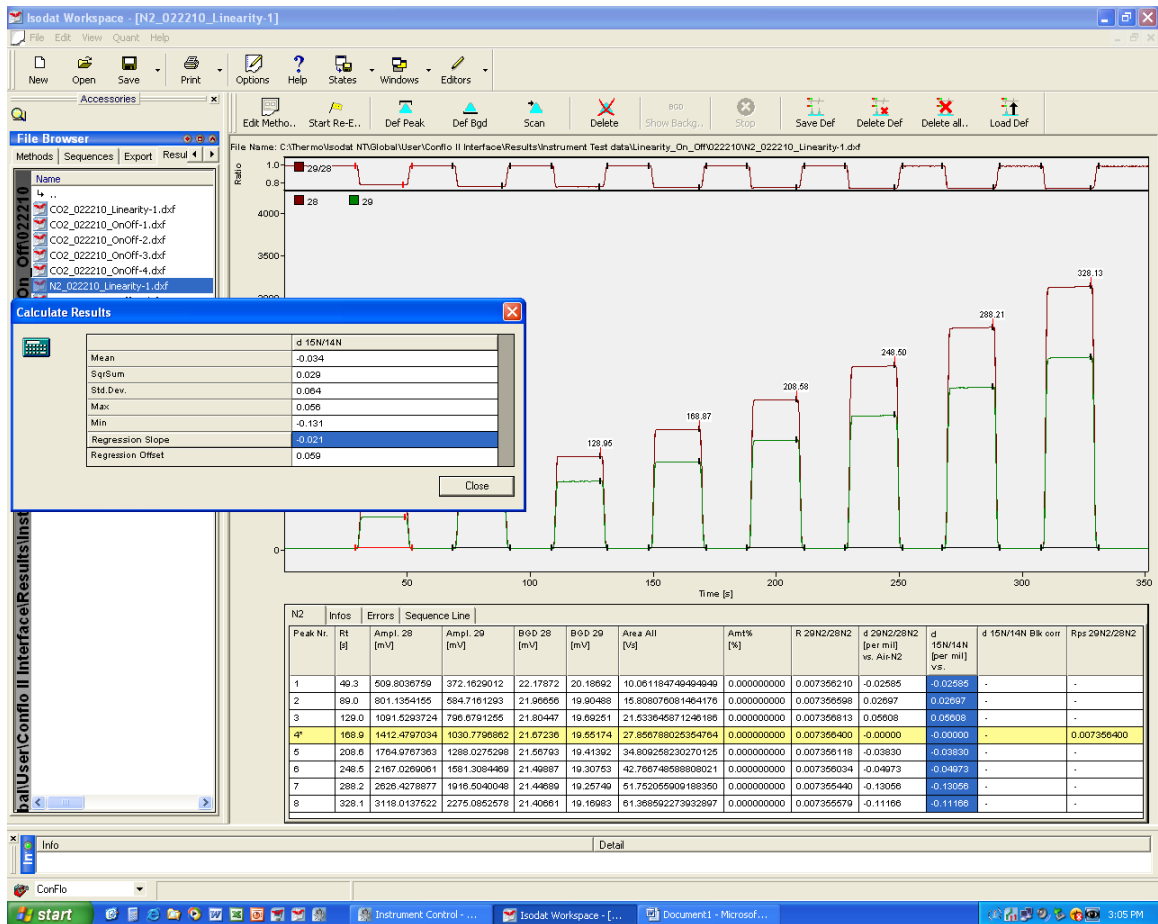 Isodat Workspace - [N2_022210_Linearity-1]
File Edit View Quant Help
New Open Save Print Options Help States Windows Editors
Accessories
File Browser
Methods Sequences Export Resul
Name
..
CO2_022210_Linearity-1.dxf
CO2_022210_OnOff-1.dxf
CO2_022210_OnOff-2.dxf
CO2_022210_OnOff-3.dxf
CO2_022210_OnOff-4.dxf
N2_022210_Linearity-1.dxf
Edit Metho.. Start Re-E.. Def Peak Def Bgd Scan Delete Show Backg.. Stop Save Def Delete Def Delete all.. Load Def
BGD
File Name: C:\Thermo\Isodat NT\Global\User\Conflo II Interface\Results\Instrument Test data\Linearity_On_Off\022210\N2_022210_Linearity-1.dxf
Ratio
1.0
0.8
29/28
28 29
4000
3500
3000
0
128.95
168.87
208.58
248.50
288.21
328.13
50 100 150 200 250 300 350
Time [s]
Calculate Results
d 15N/14N
Mean -0.034
SqrSum 0.029
Std.Dev. 0.064
Max 0.056
Min -0.131
Regression Slope -0.021
Regression Offset 0.059
Close
bal\User\Conflo II Interface\Results\Inst
On_Off\022210
N2 Infos Errors Sequence Line
Peak Nr. Rt [s] Ampl. 28 [mV] Ampl. 29 [mV] BGD 28 [mV] BGD 29 [mV] Area All [Vs] Amt% [%] R 29N2/28N2 d 29N2/28N2 [per mil] vs. Air-N2 d 15N/14N [per mil] vs. d 15N/14N Blk corr Rps 29N2/28N2
1 49.3 509.8036759 372.1629012 22.17872 20.18692 10.061184749494949 0.000000000 0.007356210 -0.02585 -0.02585 - -
2 89.0 801.1354155 584.7161293 21.96656 19.90488 15.808076081464176 0.000000000 0.007356598 0.02697 0.02697 - -
3 129.0 1091.5293724 796.6791255 21.80447 19.69251 21.533645871246186 0.000000000 0.007356813 0.05608 0.05608 - -
4* 168.9 1412.4797034 1030.7796862 21.67236 19.55174 27.856788025354764 0.000000000 0.007356400 -0.00000 -0.00000 - 0.007356400
5 208.6 1764.9767363 1288.0275298 21.56793 19.41392 34.809258230270125 0.000000000 0.007356118 -0.03830 -0.03830 - -
6 248.5 2167.0269061 1581.3084469 21.49887 19.30753 42.766748588808021 0.000000000 0.007356034 -0.04973 -0.04973 - -
7 288.2 2626.4278877 1916.5040048 21.44689 19.25749 51.752055909188350 0.000000000 0.007355440 -0.13056 -0.13056 - -
8 328.1 3118.0137522 2275.0852578 21.40661 19.16983 61.368592273932897 0.000000000 0.007355579 -0.11166 -0.11166 - -
In
Info Detail
ConFlo
start Instrument Control - ... Isodat Workspace - [... Document1 - Microsof... 3:05 PM